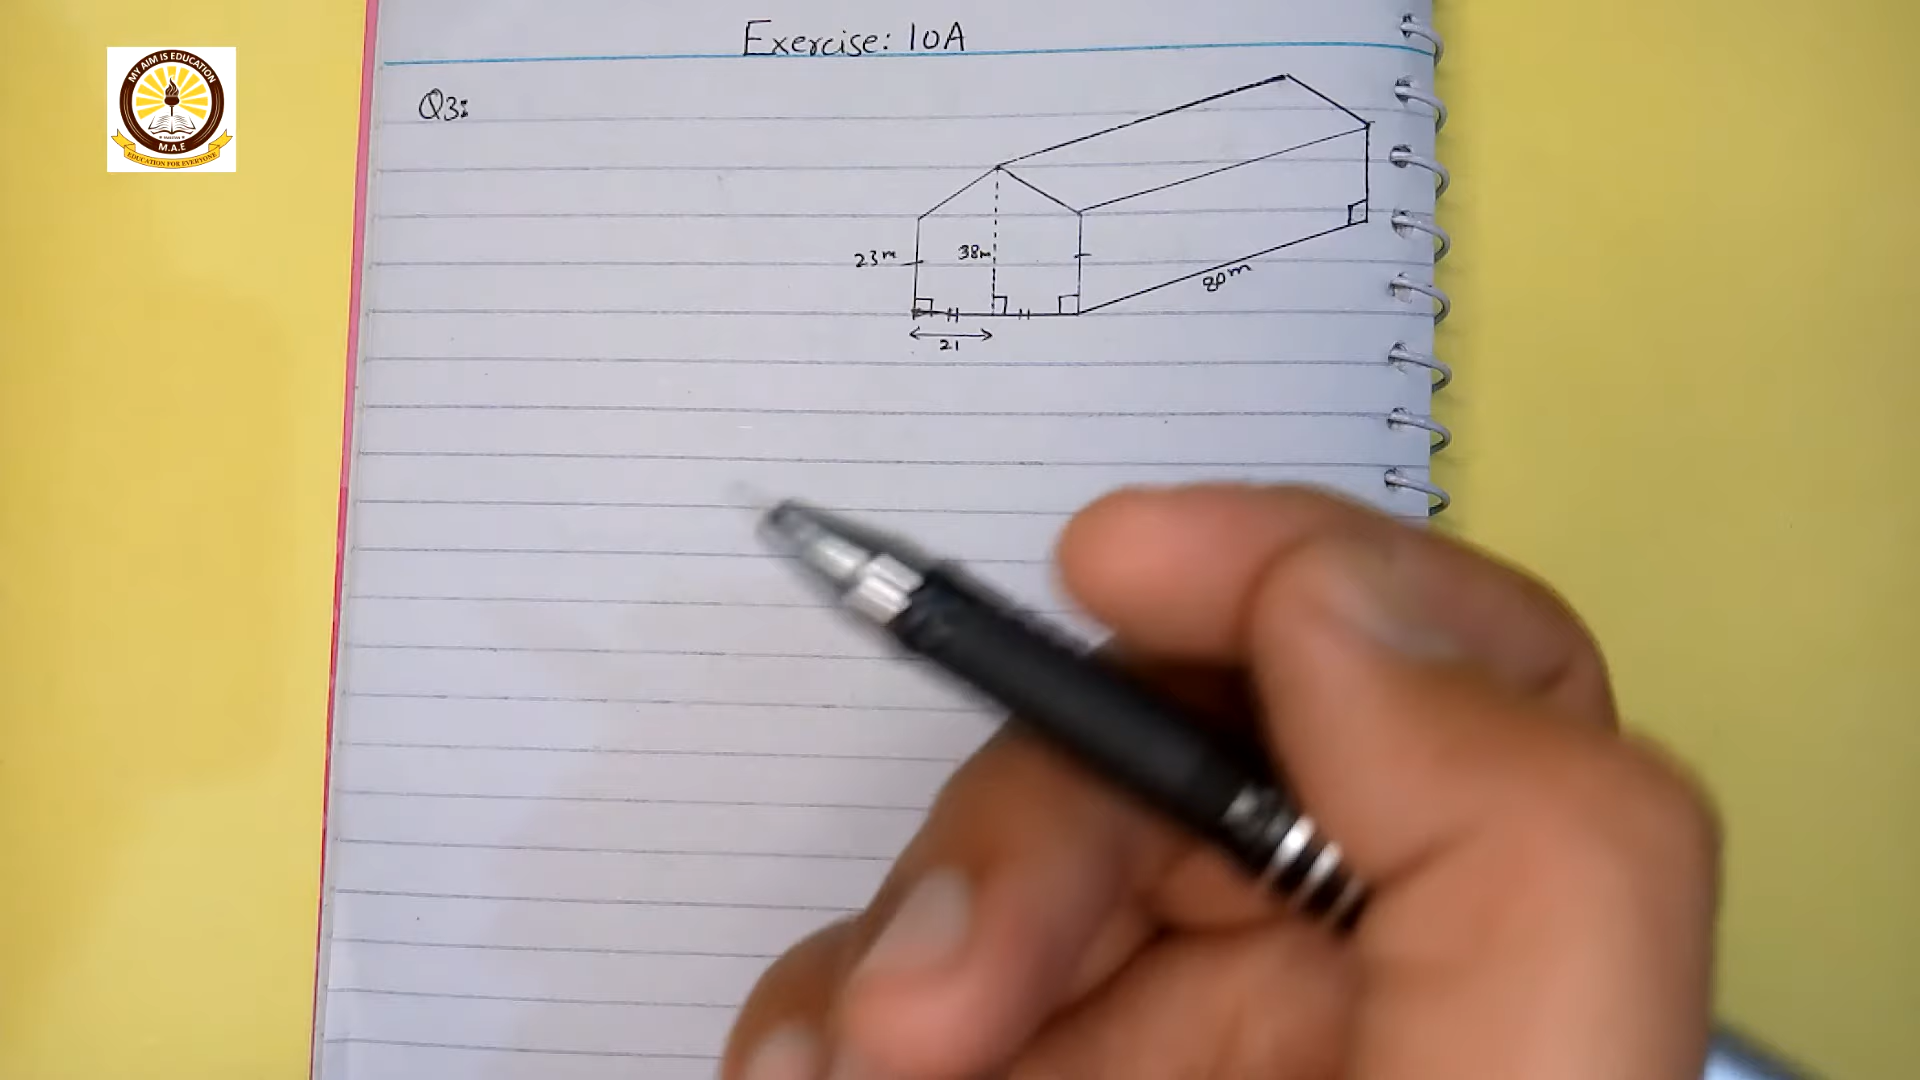 MY AIM IS EDUCATION
M.A.E
EDUCATION FOR EVERYONE
Exercise: 10A
Q3:
23m
38m
80m
21